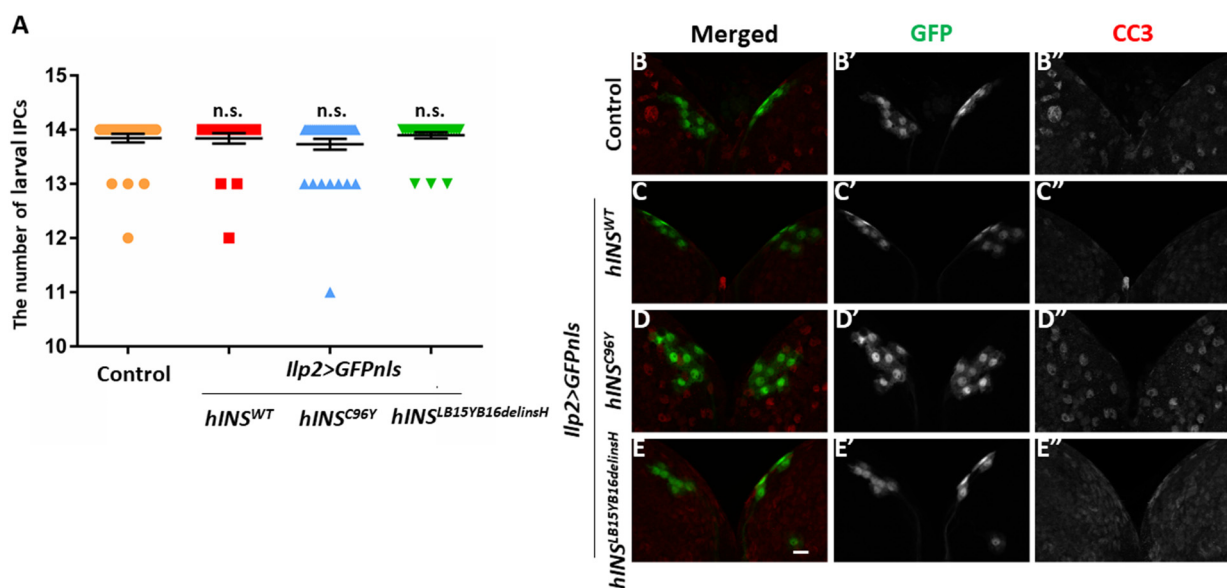 A
The number of larval IPCs
15
14
13
12
11
10
n.s.
n.s.
n.s.
Control
Ilp2>GFPnls
hINS^WT
hINS^C96Y
hINS^LB15YB16delinsH
Merged
GFP
CC3
Control
Ilp2>GFPnls
hINS^WT
hINS^C96Y
hINS^LB15YB16delinsH
B
B'
B''
C
C'
C''
D
D'
D''
E
E'
E''